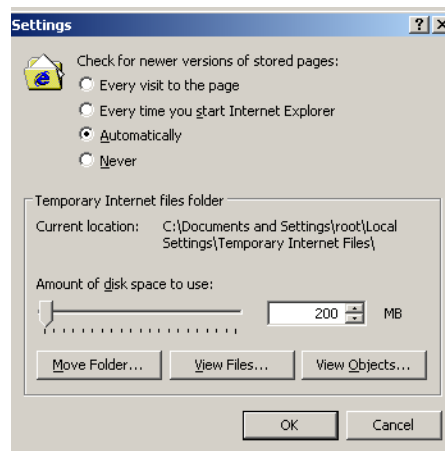 Settings
Check for newer versions of stored pages:
Every visit to the page
Every time you start Internet Explorer
Automatically
Never
Temporary Internet files folder
Current location: C:\Documents and Settings\root\Local
Settings\Temporary Internet Files\
Amount of disk space to use:
200 MB
Move Folder... View Files... View Objects...
OK Cancel